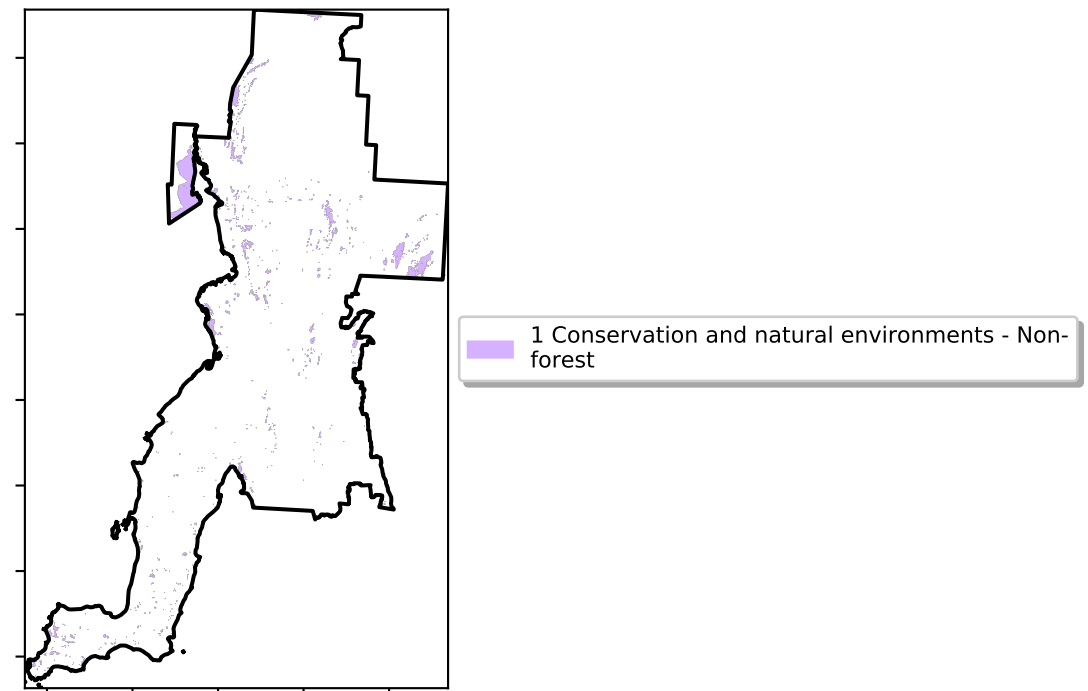 1 Conservation and natural environments - Non-
forest